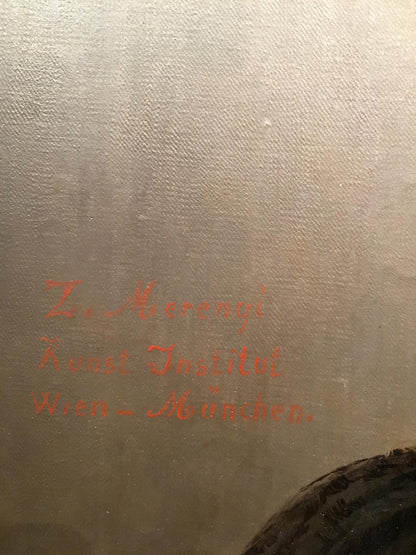 Z. Merenyi
Kunst Institut
Wien - München.